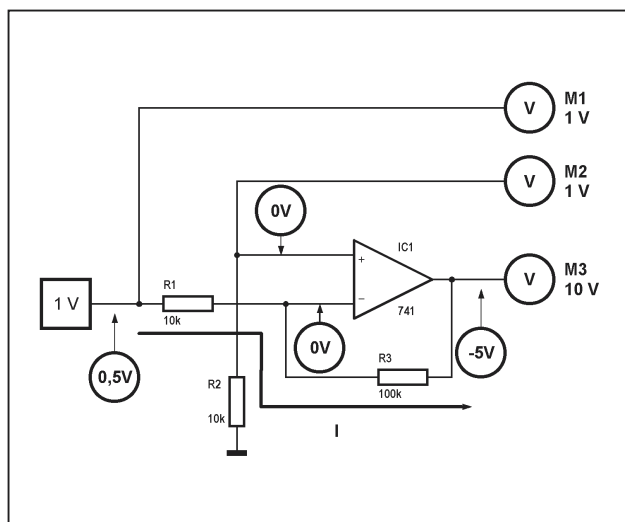 M1
1 V
M2
1 V
0V
IC1
+
741
−
M3
10 V
1 V
R1
10k
0V
-5V
0,5V
R3
100k
R2
10k
I
V
V
V